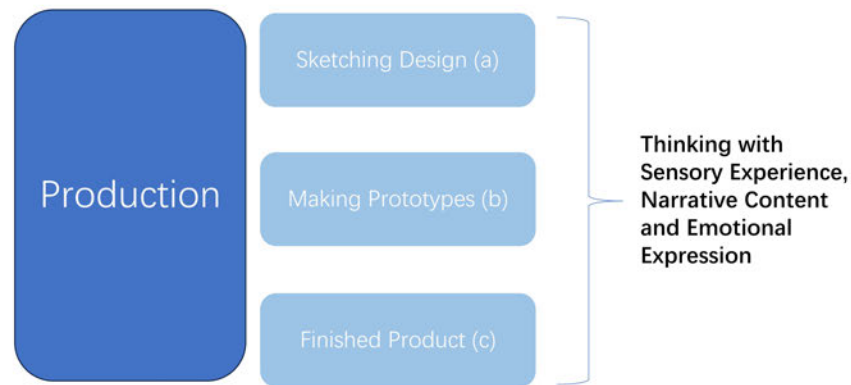 Production
Sketching Design (a)
Making Prototypes (b)
Finished Product (c)
Thinking with
Sensory Experience,
Narrative Content
and Emotional
Expression